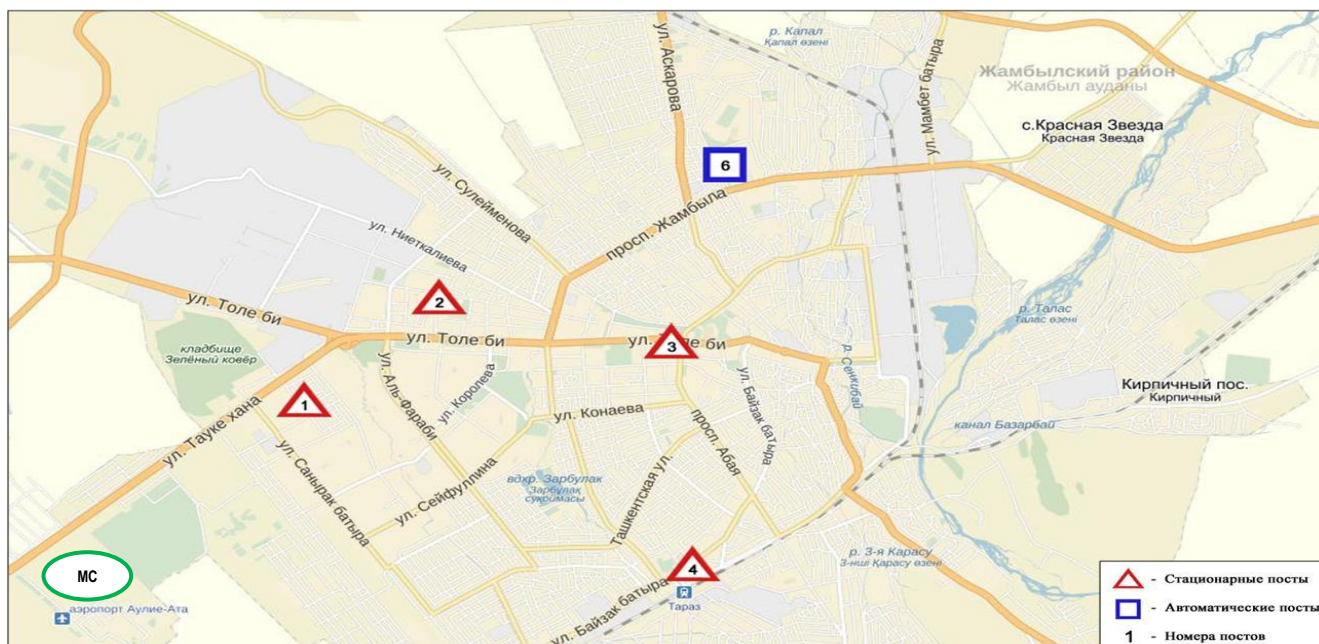 р. Капал
Қапал өзені
ул. Аскарова
Жамбылский район
Жамбыл ауданы
ул. Мамбет батыра
с.Красная Звезда
Красная Звезда
6
ул. Сулейменова
просп. Жамбыла
ул. Ниеткалиева
2
ул. Толе би
ул. Толе би
3
р. Талас
Талас өзені
кладбище
Зелёный ковёр
р. Сенкибай
ул. Байзак батыра
ул. Королева
ул. Аль-Фараби
Кирпичный пос.
Кирпичный
1
ул. Конаева
просп. Абая
канал Базарбай
ул. Тауке хана
ул. Санырак батыра
ул. Сейфуллина
вдхр. Зарбулак
Зарбұлақ
суқоймасы
Ташкентская ул.
р. 3-я Карасу
3-нші Қарасу өзені
4
МС
Тараз
аэропорт Аулие-Ата
ул. Байзак батыра
- Стационарные посты
- Автоматические посты
1 - Номера постов